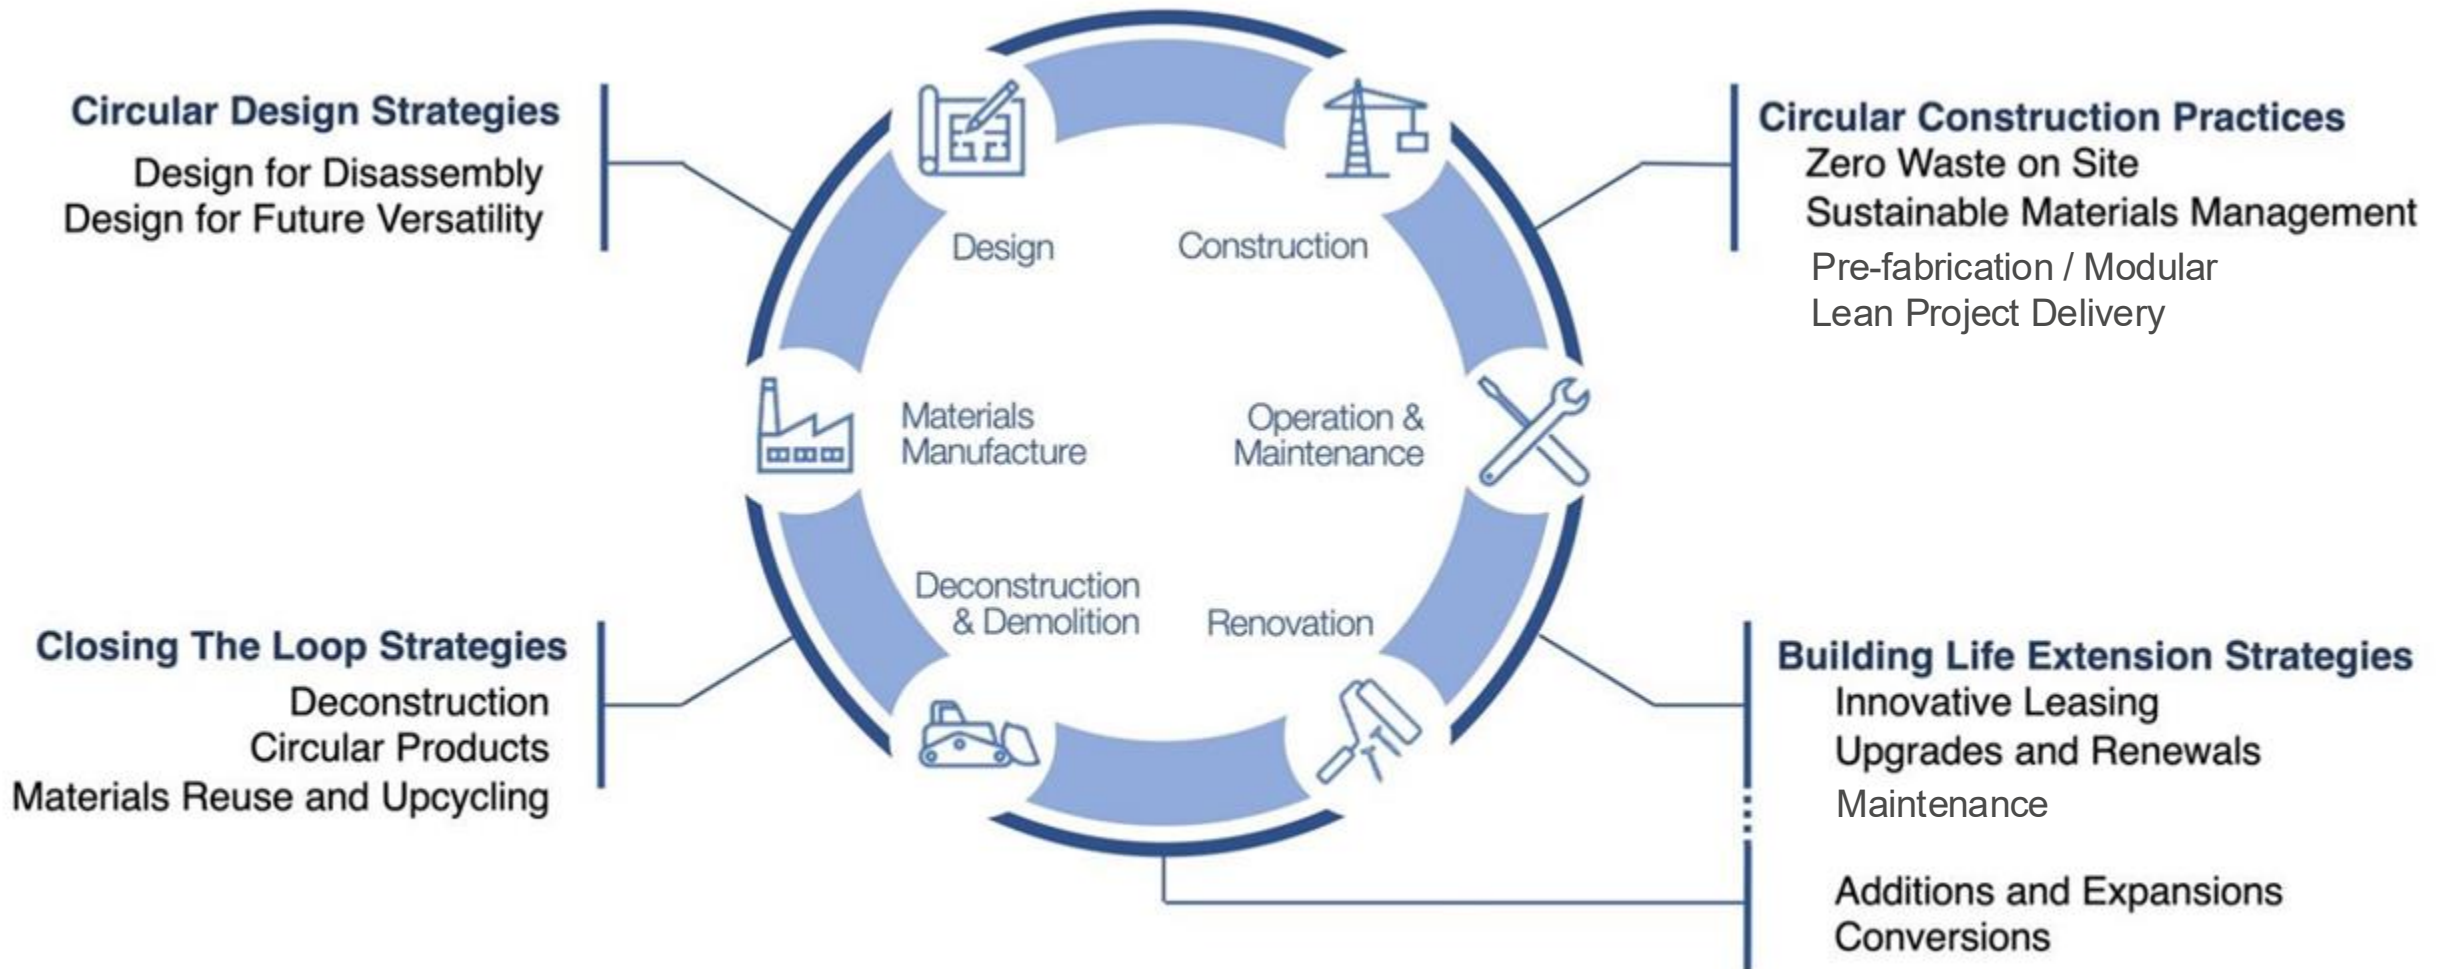 Circular Design Strategies
Design for Disassembly
Design for Future Versatility
Circular Construction Practices
Zero Waste on Site
Sustainable Materials Management
Pre-fabrication / Modular
Lean Project Delivery
Design
Construction
Materials
Manufacture
Operation &
Maintenance
Deconstruction
& Demolition
Renovation
Closing The Loop Strategies
Deconstruction
Circular Products
Materials Reuse and Upcycling
Building Life Extension Strategies
Innovative Leasing
Upgrades and Renewals
Maintenance
Additions and Expansions
Conversions